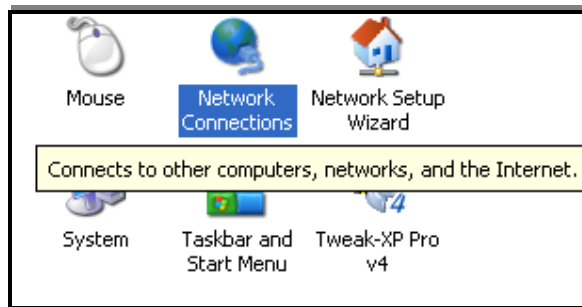 Mouse
Network
Connections
Network Setup
Wizard
Connects to other computers, networks, and the Internet.
System
Taskbar and
Start Menu
Tweak-XP Pro
v4